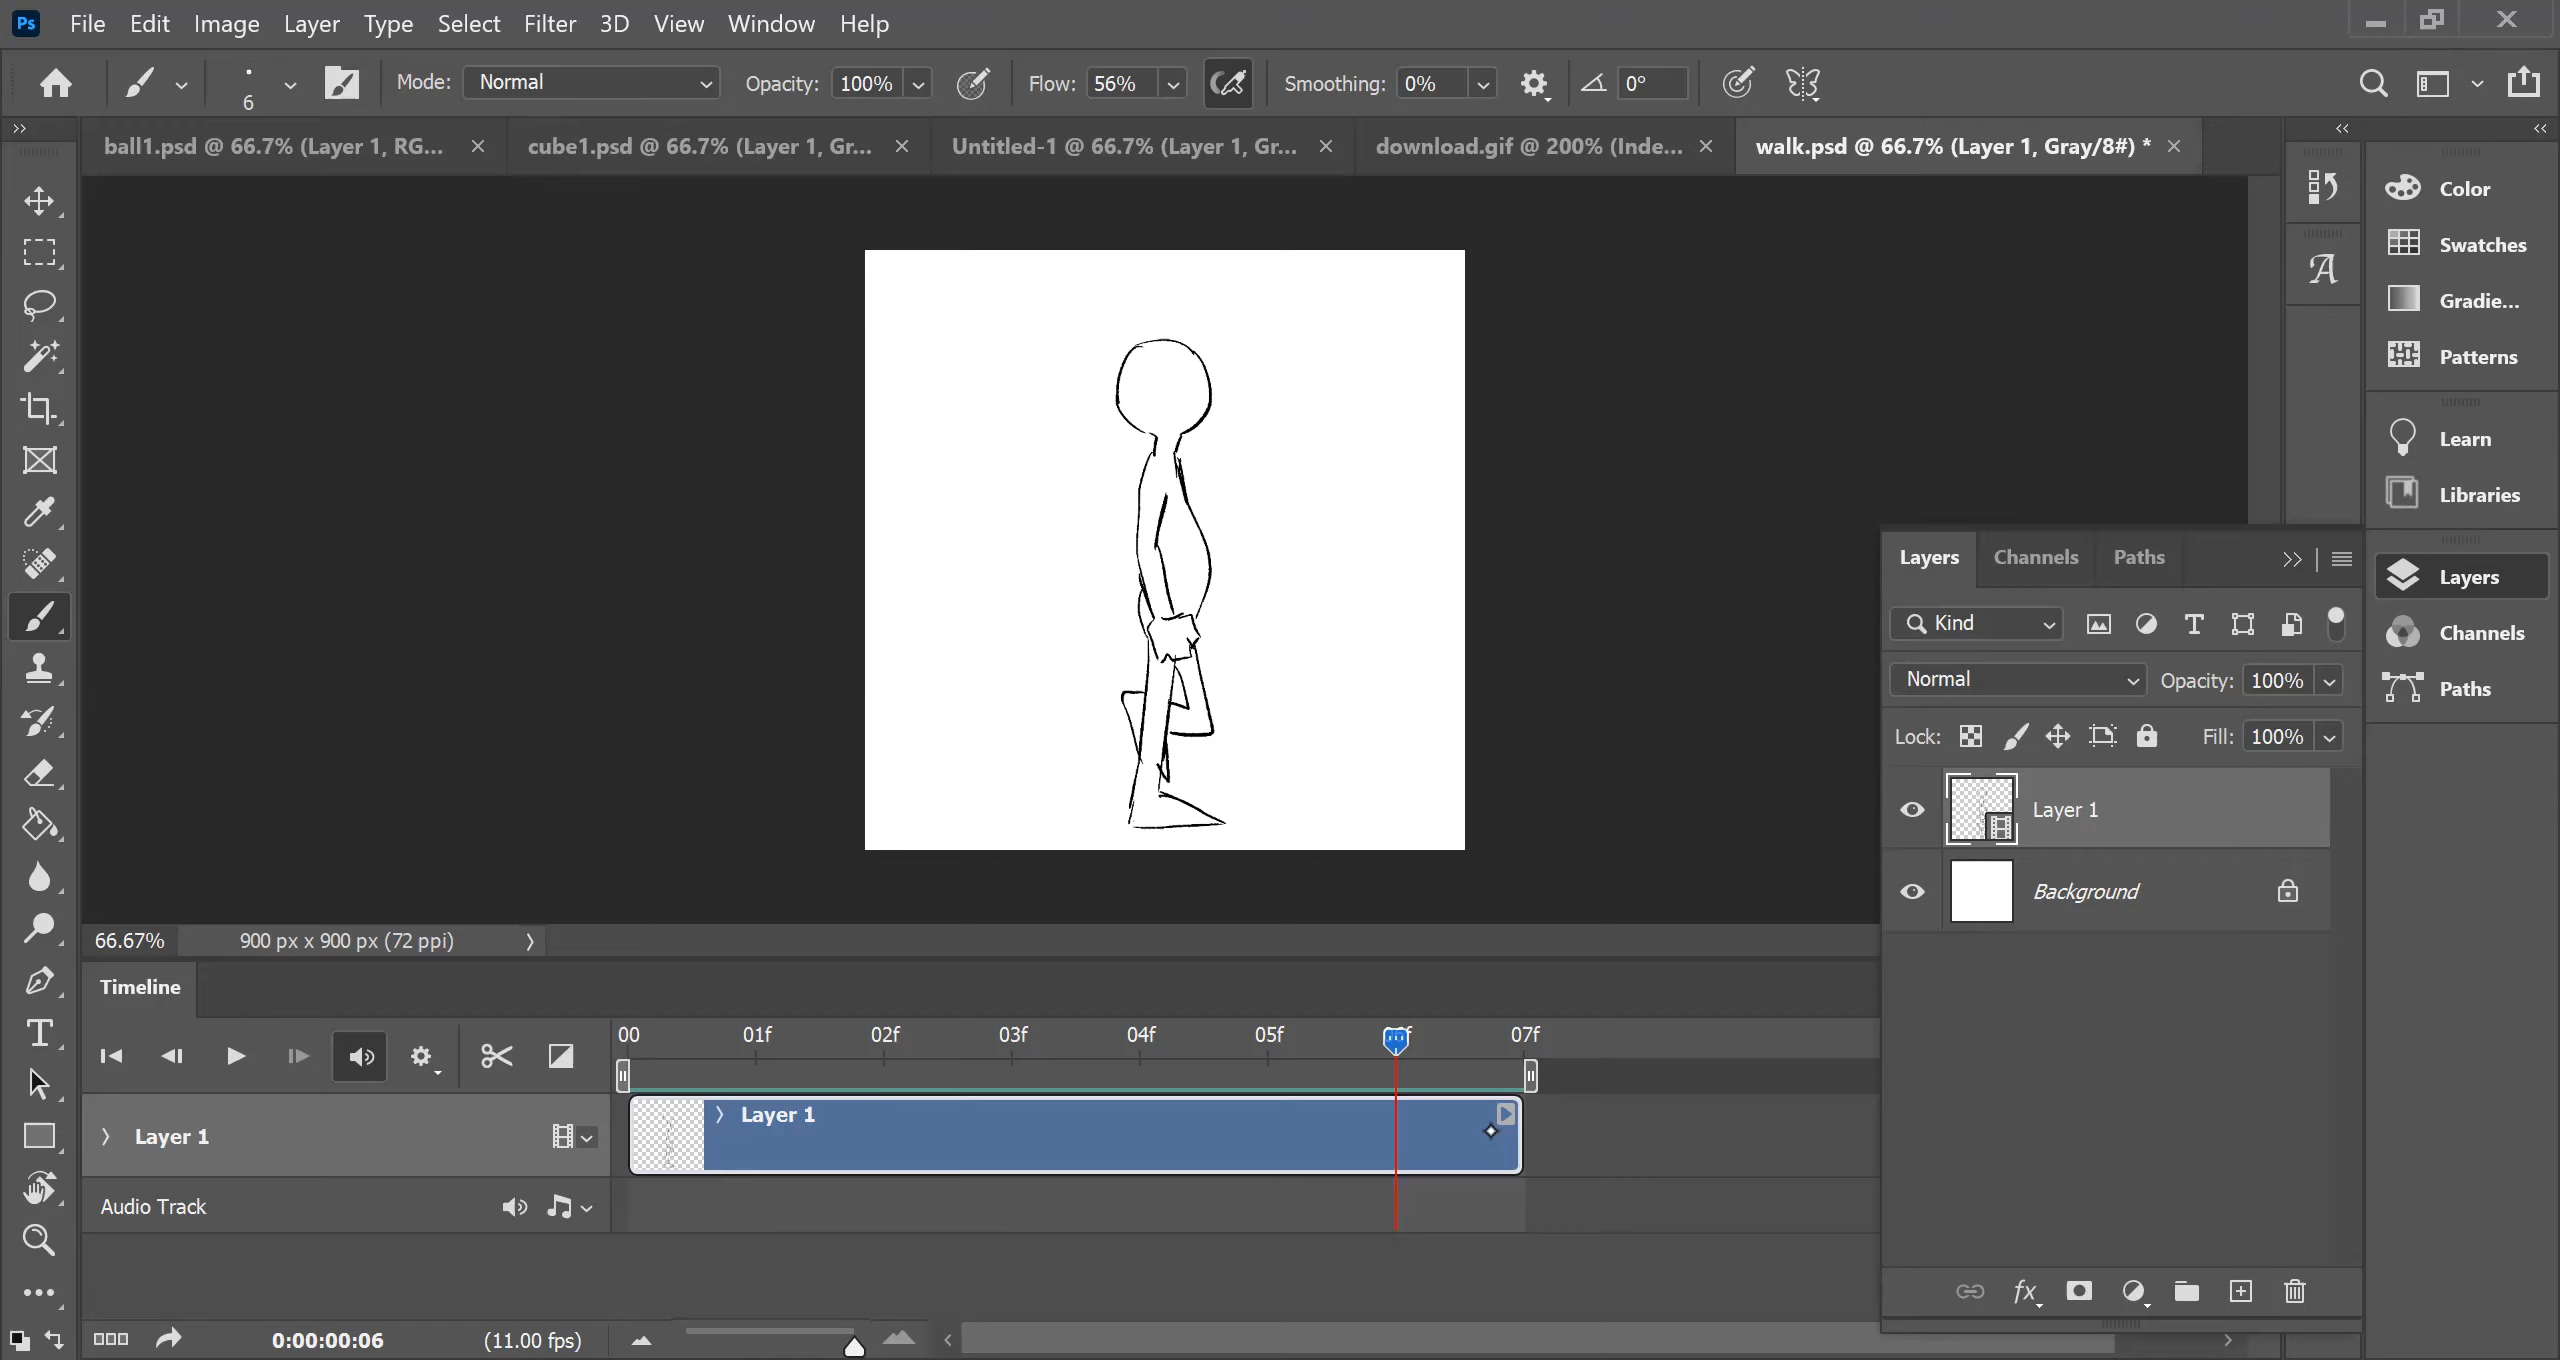 Ps File Edit Image Layer Type Select Filter 3D View Window Help
6 Mode: Normal Opacity: 100% Flow: 56% Smoothing: 0% 0°
ball1.psd @ 66.7% (Layer 1, RG... cube1.psd @ 66.7% (Layer 1, Gr... Untitled-1 @ 66.7% (Layer 1, Gr... download.gif @ 200% (Inde... walk.psd @ 66.7% (Layer 1, Gray/8#) *
Color
Swatches
Gradie...
Patterns
Learn
Libraries
Layers
Channels
Paths
Layers Channels Paths
Kind
Normal Opacity: 100%
Lock: Fill: 100%
Layer 1
Background
66.67% 900 px x 900 px (72 ppi)
Timeline
00 01f 02f 03f 04f 05f 06f 07f
Layer 1 Layer 1
Audio Track
0:00:00:06 (11.00 fps)